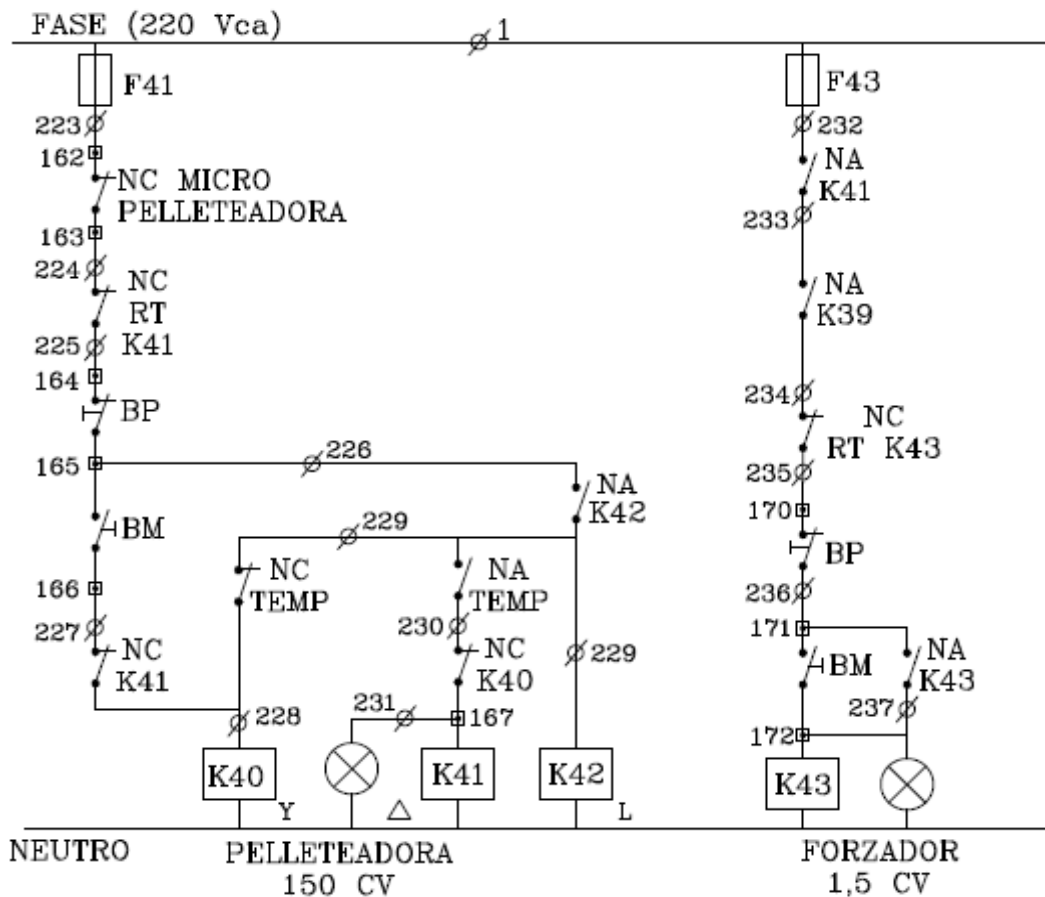 FASE (220 Vca)
1
F41
F43
223
232
162
NC MICRO
PELLETEADORA
NA
K41
163
233
224
NC
RT
K41
NA
K39
225
164
234
BP
NC
RT K43
165
226
235
NA
K42
170
BM
229
BP
166
NC
TEMP
NA
TEMP
236
227
230
171
NC
K41
NC
K40
229
BM
NA
K43
228
231
167
237
172
K40
K41
K42
K43
Y
L
NEUTRO
PELLETEADORA
150 CV
FORZADOR
1,5 CV